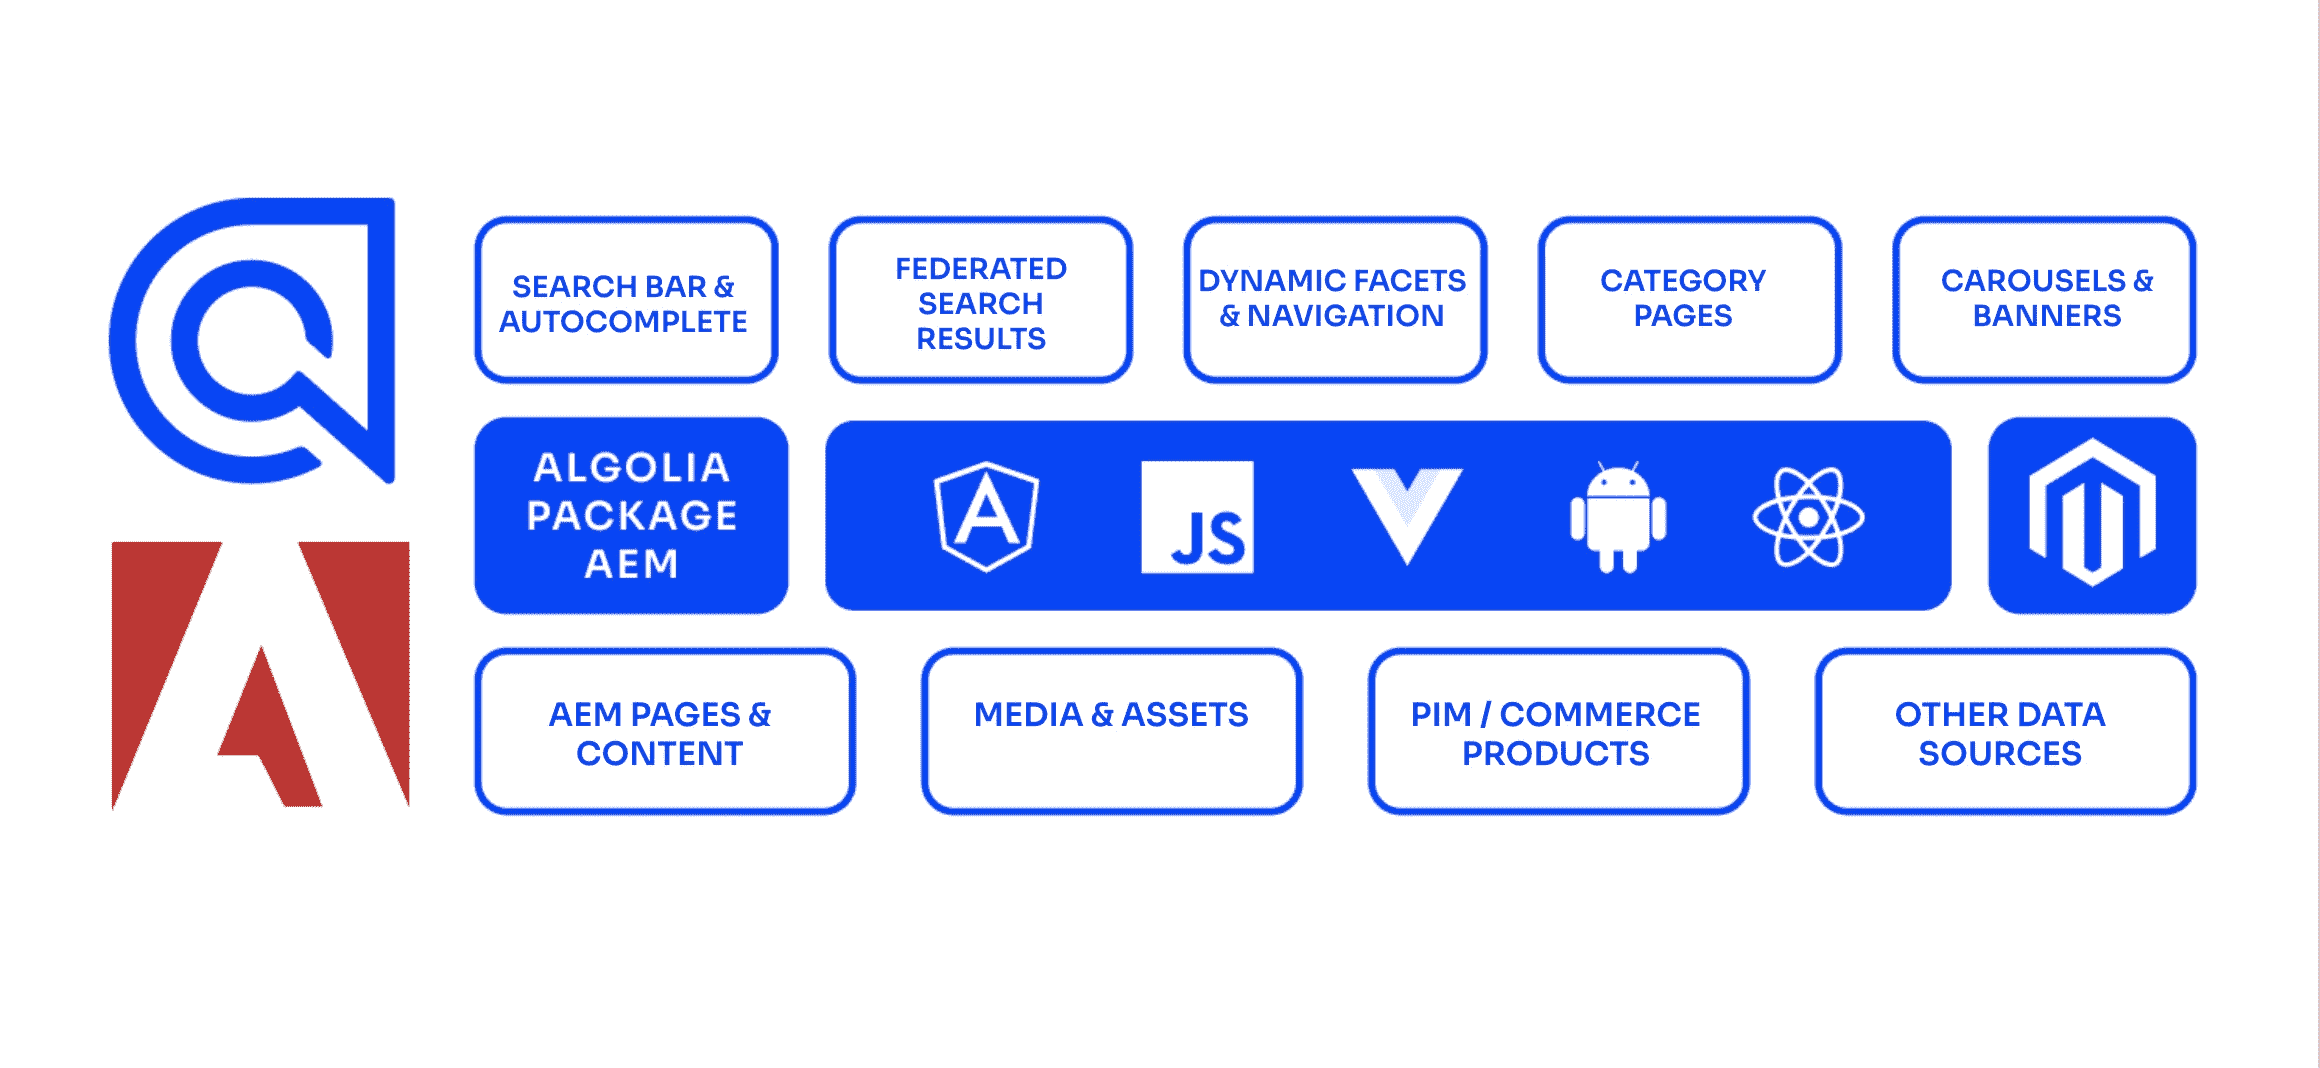 SEARCH BAR &
AUTOCOMPLETE
FEDERATED
SEARCH
RESULTS
DYNAMIC FACETS
& NAVIGATION
CATEGORY
PAGES
CAROUSELS &
BANNERS
ALGOLIA
PACKAGE
AEM
JS
AEM PAGES &
CONTENT
MEDIA & ASSETS
PIM / COMMERCE
PRODUCTS
OTHER DATA
SOURCES